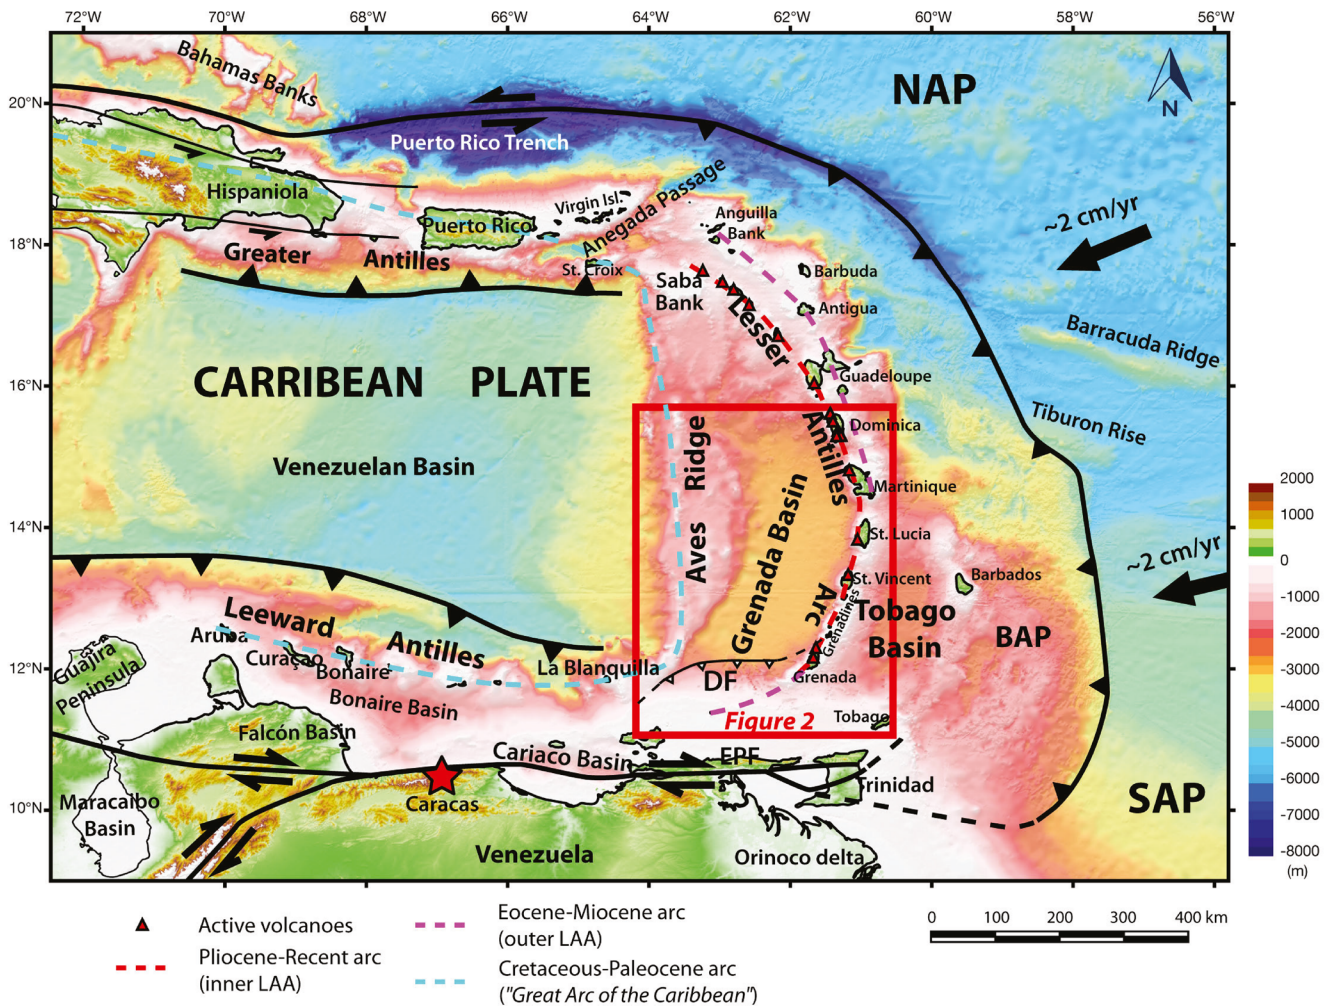 72°W 70°W 68°W 66°W 64°W 62°W 60°W 58°W 56°W
Bahamas Banks
NAP
N
20°N
Puerto Rico Trench
Hispaniola
Virgin Isl.
Anegada Passage
Puerto Rico
Anguilla
Bank
~2 cm/yr
18°N
Greater Antilles
St. Croix
Saba
Bank
Barbuda
Antigua
Lesser
Barracuda Ridge
16°N
CARRIBEAN PLATE
Guadeloupe
Tiburon Rise
Dominica
Antilles
Venezuelan Basin
Ridge
Aves
Grenada Basin
Martinique
14°N
St. Lucia
~2 cm/yr
St. Vincent
Barbados
Arc
Grenadines
Tobago
Basin
BAP
Leeward Antilles
Aruba
Curaçao
Bonaire
La Blanquilla
12°N
Guajira
Peninsula
DF
Grenada
Bonaire Basin
Figure 2
Tobago
Falcón Basin
Cariaco Basin
EPF
Trinidad
Maracaibo
Basin
10°N
Caracas
SAP
Venezuela
Orinoco delta
2000
1000
0
-1000
-2000
-3000
-4000
-5000
-6000
-7000
-8000
(m)
Active volcanoes
Pliocene-Recent arc
(inner LAA)
Eocene-Miocene arc
(outer LAA)
Cretaceous-Paleocene arc
("Great Arc of the Caribbean")
0 100 200 300 400 km